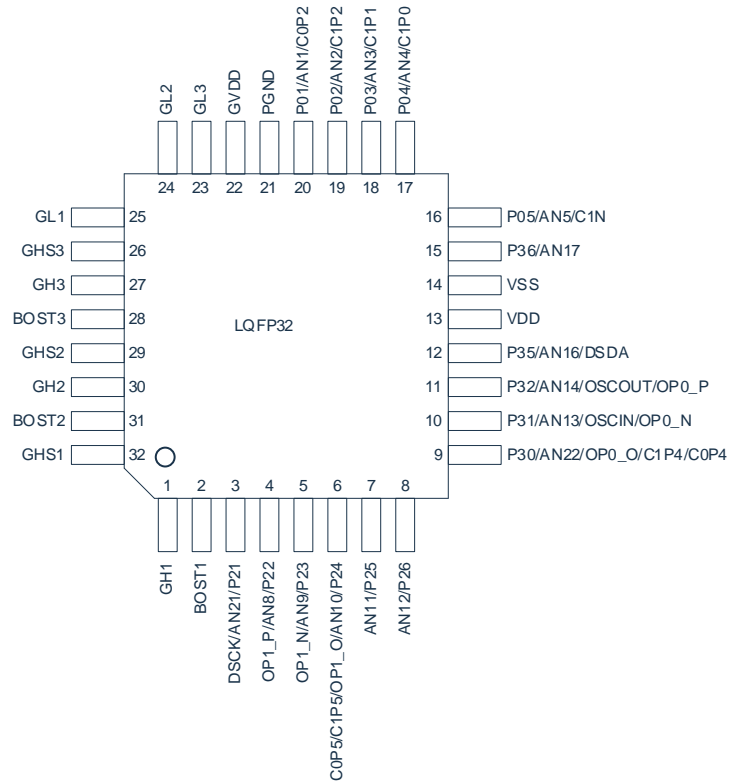 GL2
GL3
GVDD
PGND
P01/AN1/C0P2
P02/AN2/C1P2
P03/AN3/C1P1
P04/AN4/C1P0
24
23
22
21
20
19
18
17
GL1 25
GHS3 26
GH3 27
BOST3 28
GHS2 29
GH2 30
BOST2 31
GHS1 32
LQFP32
16 P05/AN5/C1N
15 P36/AN17
14 VSS
13 VDD
12 P35/AN16/DSDA
11 P32/AN14/OSCOUT/OP0_P
10 P31/AN13/OSCIN/OP0_N
9 P30/AN22/OP0_O/C1P4/C0P4
1
2
3
4
5
6
7
8
GH1
BOST1
DSCK/AN21/P21
OP1_P/AN8/P22
OP1_N/AN9/P23
C0P5/C1P5/OP1_O/AN10/P24
AN11/P25
AN12/P26